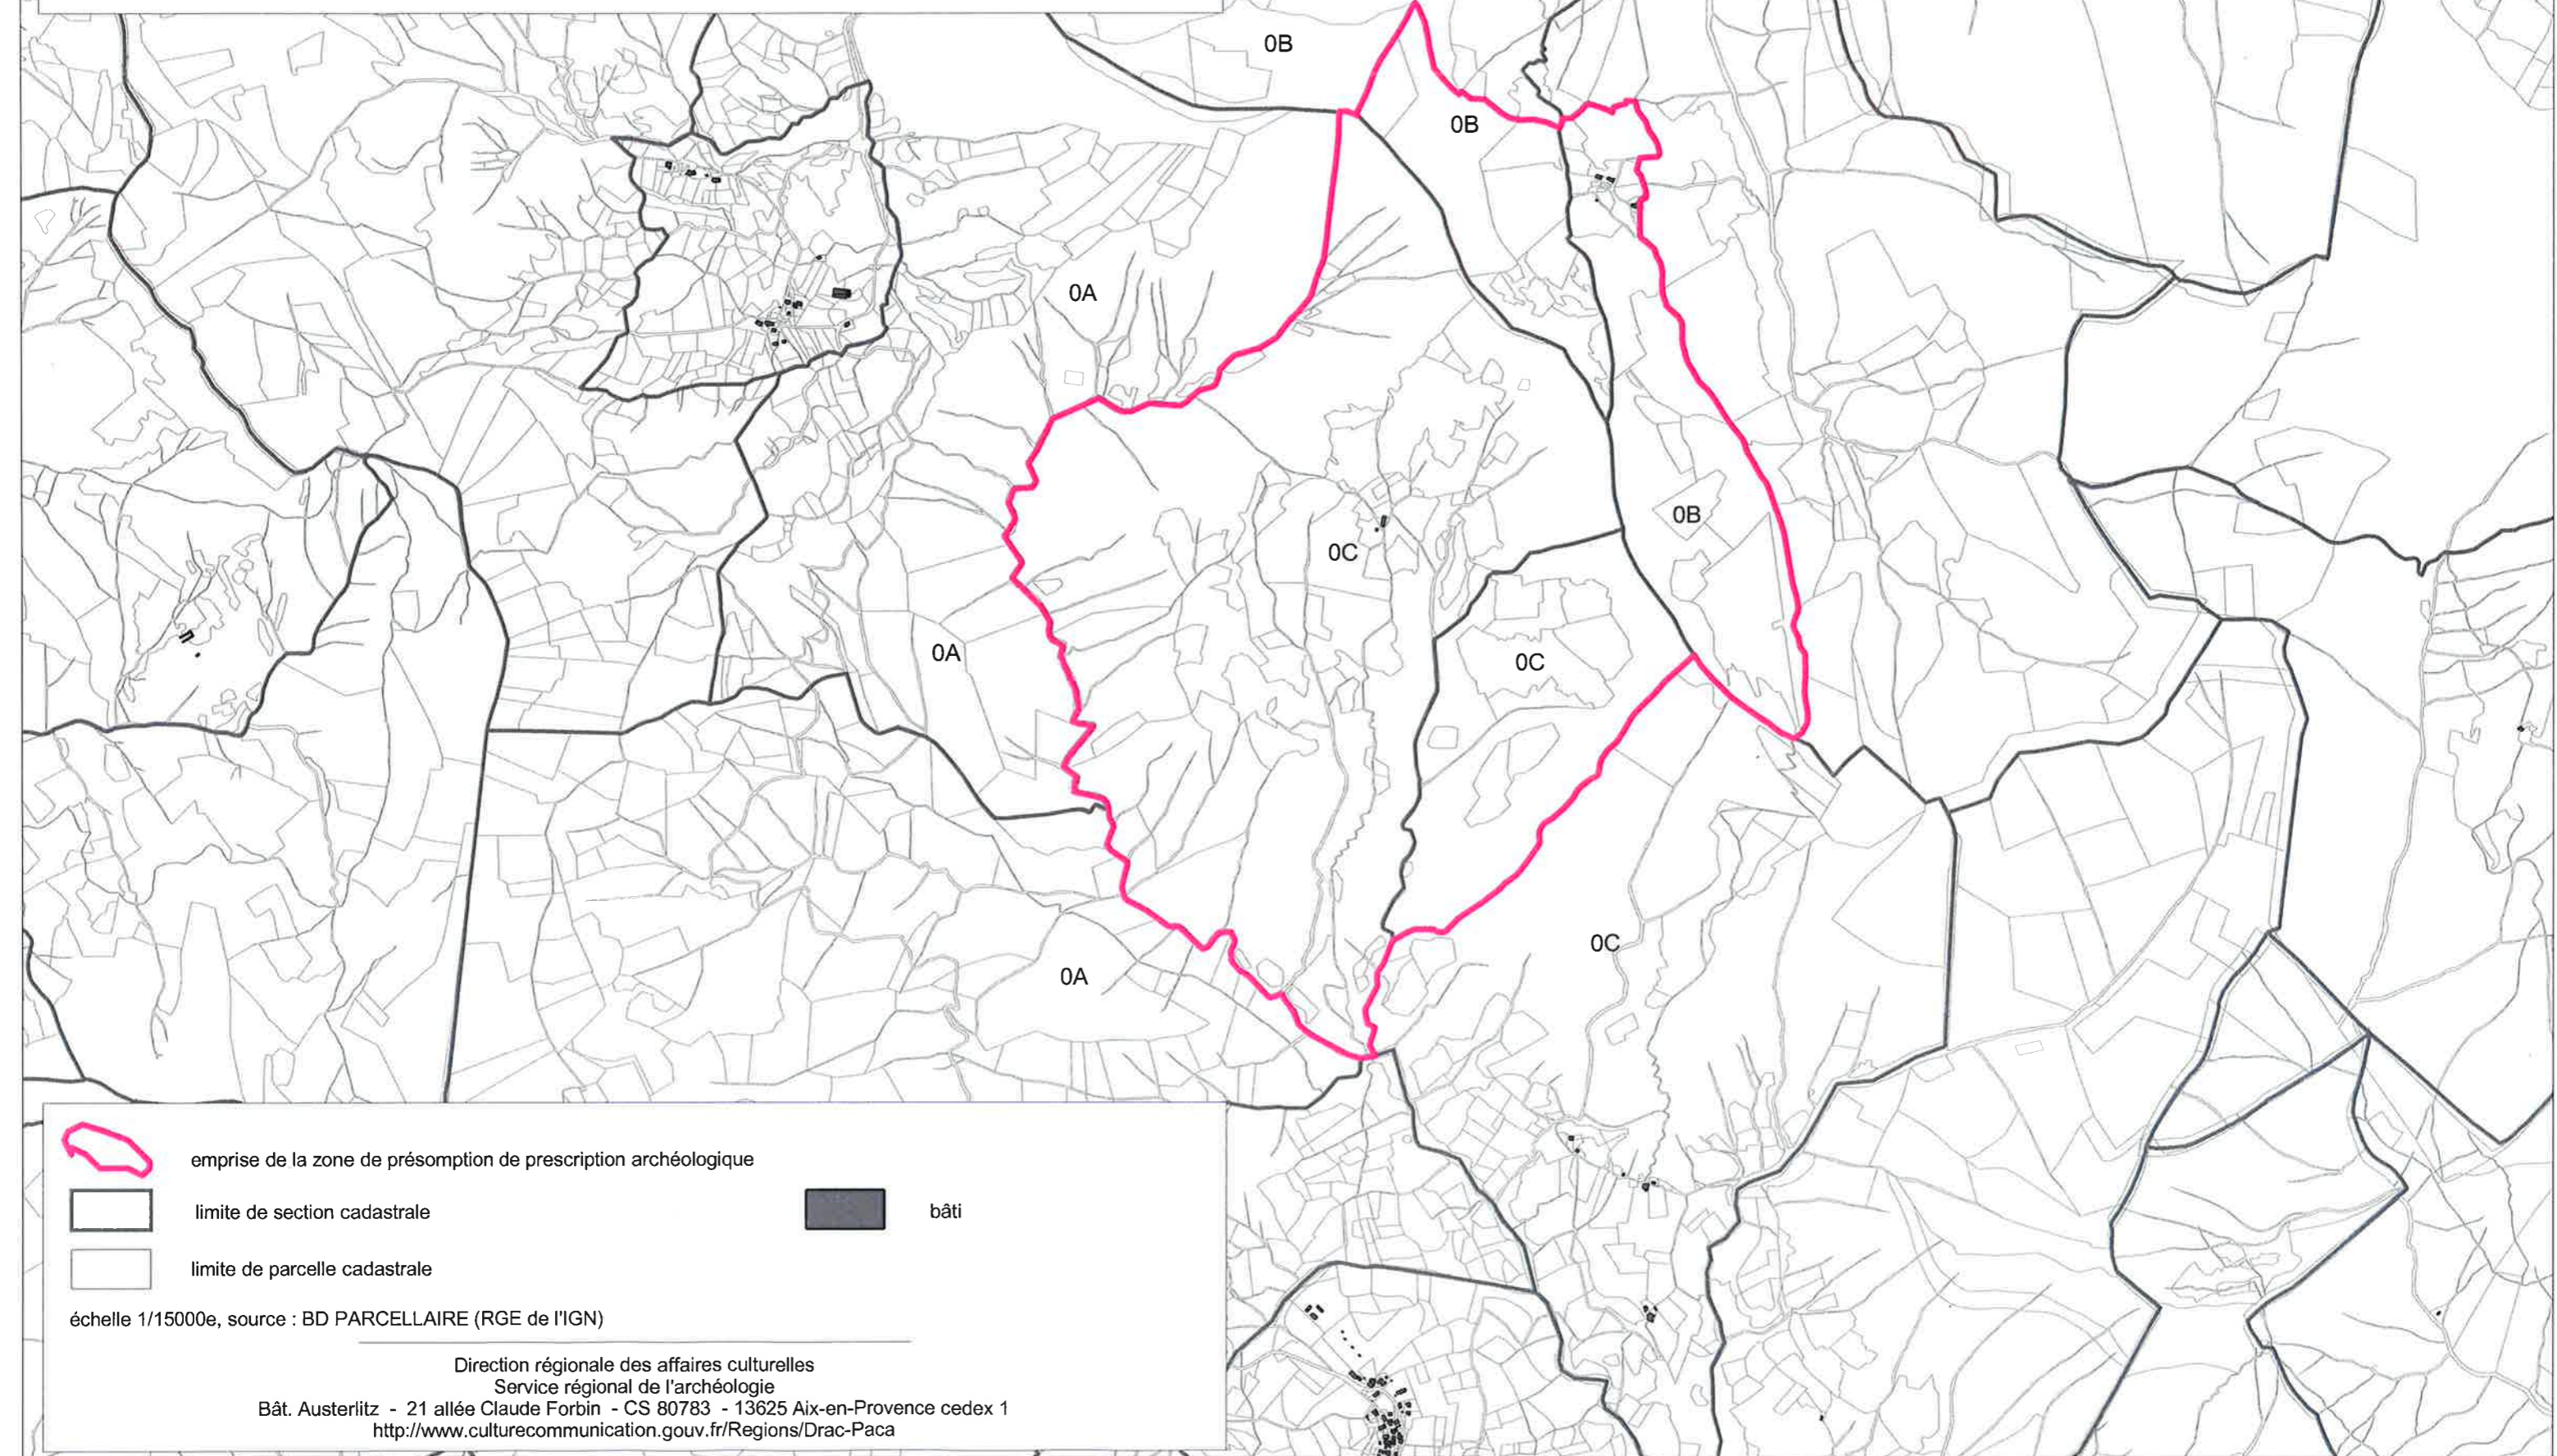 0B
0B
0A
0B
0C
0A
0C
0C
0A
emprise de la zone de présomption de prescription archéologique
limite de section cadastrale
bâti
limite de parcelle cadastrale
échelle 1/15000e, source : BD PARCELLAIRE (RGE de l'IGN)
Direction régionale des affaires culturelles
Service régional de l'archéologie
Bât. Austerlitz - 21 allée Claude Forbin - CS 80783 - 13625 Aix-en-Provence cedex 1
http://www.culturecommunication.gouv.fr/Regions/Drac-Paca